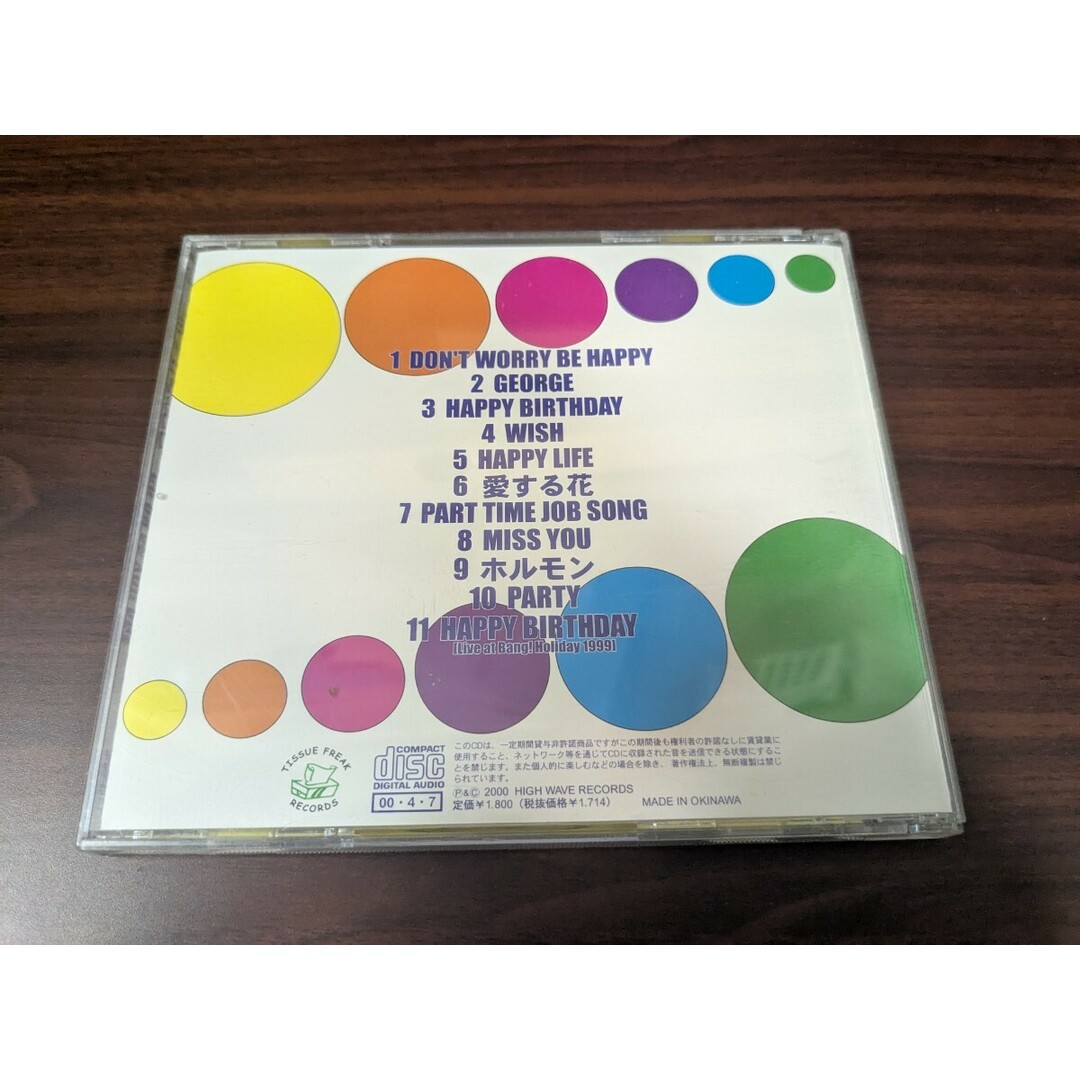 1 DON'T WORRY BE HAPPY
2 GEORGE
3 HAPPY BIRTHDAY
4 WISH
5 HAPPY LIFE
6 愛する花
7 PART TIME JOB SONG
8 MISS YOU
9 ホルモン
10 PARTY
11 HAPPY BIRTHDAY
[Live at Bang! Holiday 1999]
TISSUE FREAK
RECORDS
COMPACT
disc
DIGITAL AUDIO
00・4・7
このCDは、一定期間貸与非許諾商品ですがこの期間後も権利者の許諾なしに賃貸業に
使用すること、ネットワーク等を通じてCDに収録された音を送信できる状態にするこ
とを禁じます。また個人的に楽しむなどの場合を除き、著作権法上、無断複製は禁じ
られています。
℗&© 2000 HIGH WAVE RECORDS
定価¥1.800（税抜価格¥1.714） MADE IN OKINAWA